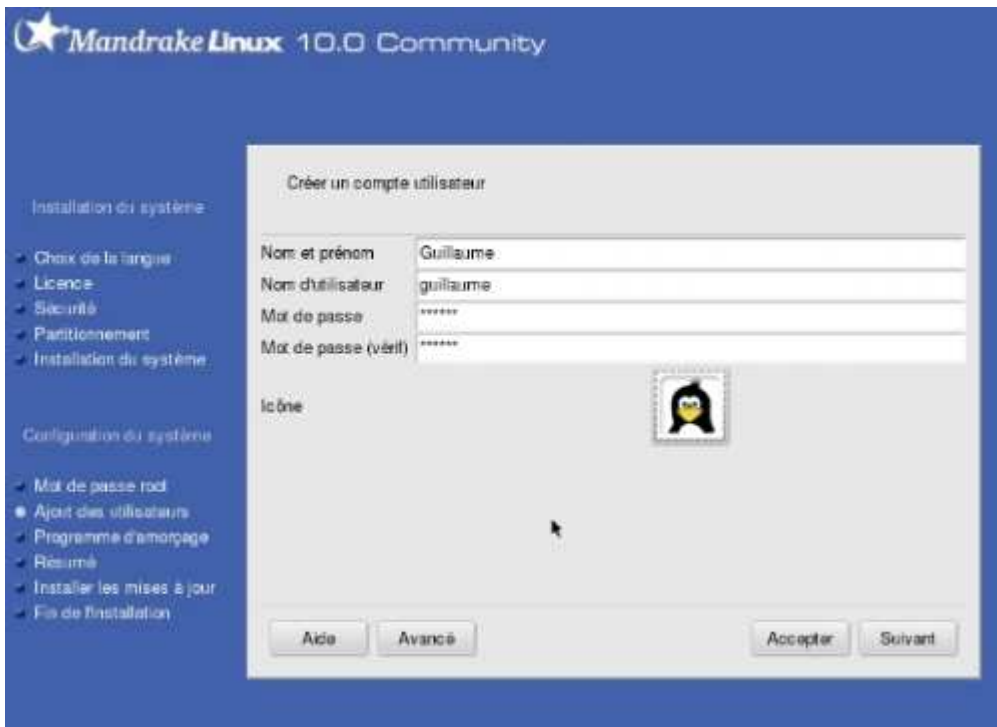 MandrakeLinux 10.0 Community
Installation du système
Choix de la langue
Licence
Sécurité
Partitionnement
Installation du système
Configuration du système
Mot de passe root
Ajout des utilisateurs
Programme d'amorçage
Résumé
Installer les mises à jour
Fin de l'installation
Créer un compte utilisateur
Nom et prénom Guillaume
Nom d'utilisateur guillaume
Mot de passe ******
Mot de passe (vérif) ******
Icône
Aide Avancé Accepter Suivant